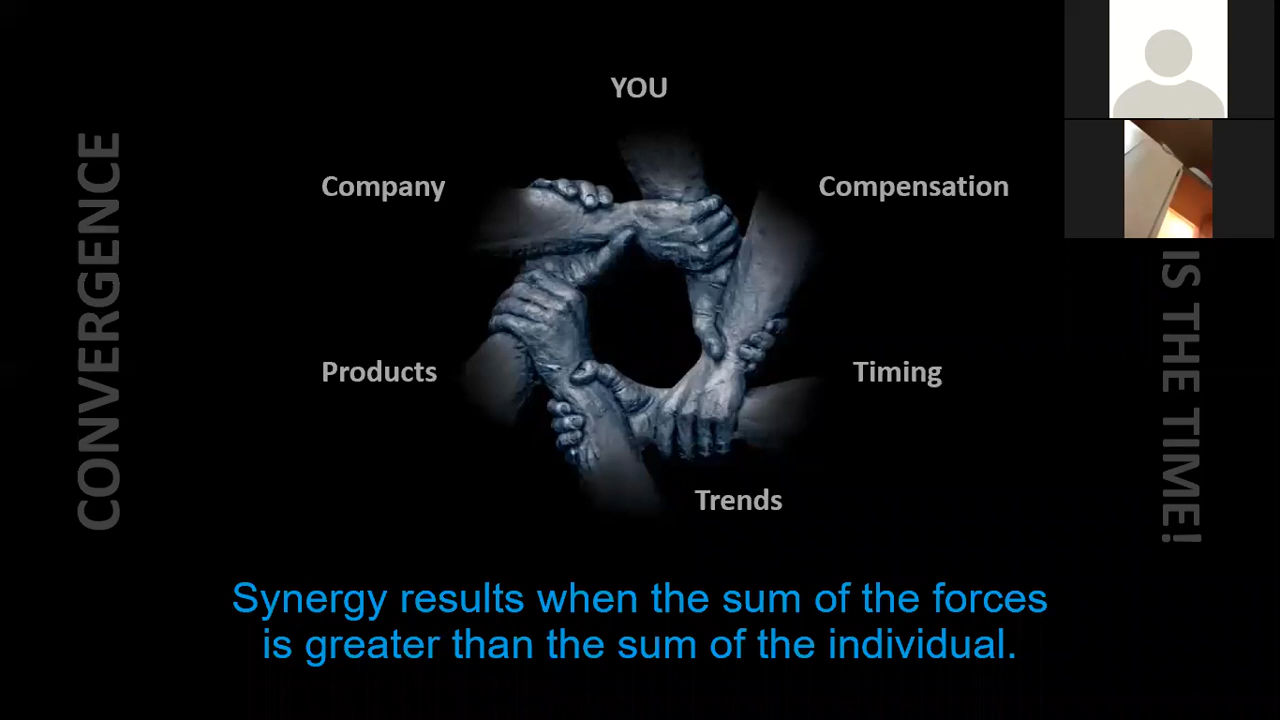 YOU
Company
Compensation
CONVERGENCE
IS THE TIME!
Products
Timing
Trends
Synergy results when the sum of the forces
is greater than the sum of the individual.